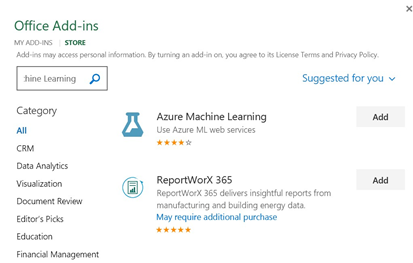 Office Add-ins
MY ADD-INS | STORE
Add-ins may access personal information. By turning an add-in on, you agree to its License Terms and Privacy Policy.
hine Learning
Suggested for you
Category
All
CRM
Data Analytics
Visualization
Document Review
Editor's Picks
Education
Financial Management
Azure Machine Learning
Use Azure ML web services
Add
ReportWorX 365
ReportWorX 365 delivers insightful reports from
manufacturing and building energy data.
May require additional purchase
Add